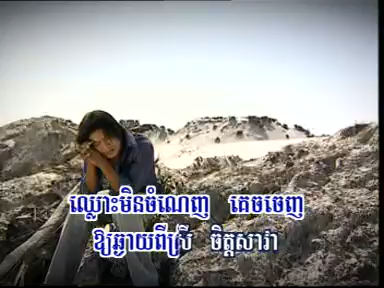 ឈ្លោះមិនចំណេញ គេចចេញ
ឱ្យឆ្ងាយពីស្រី ចិត្តសាវា